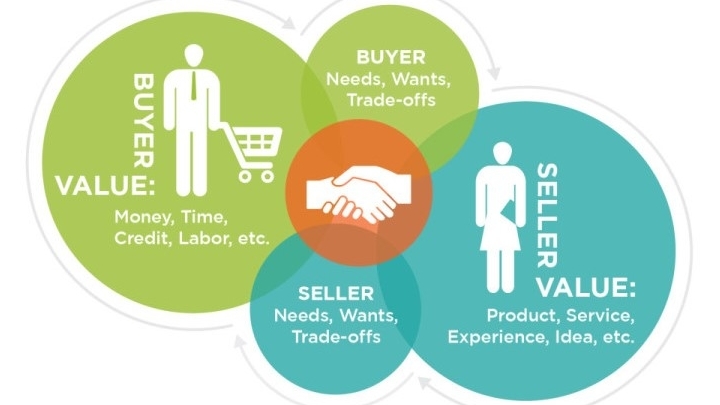 BUYER
VALUE:
Money, Time,
Credit, Labor, etc.
BUYER
Needs, Wants,
Trade-offs
SELLER
Needs, Wants,
Trade-offs
SELLER
VALUE:
Product, Service,
Experience, Idea, etc.